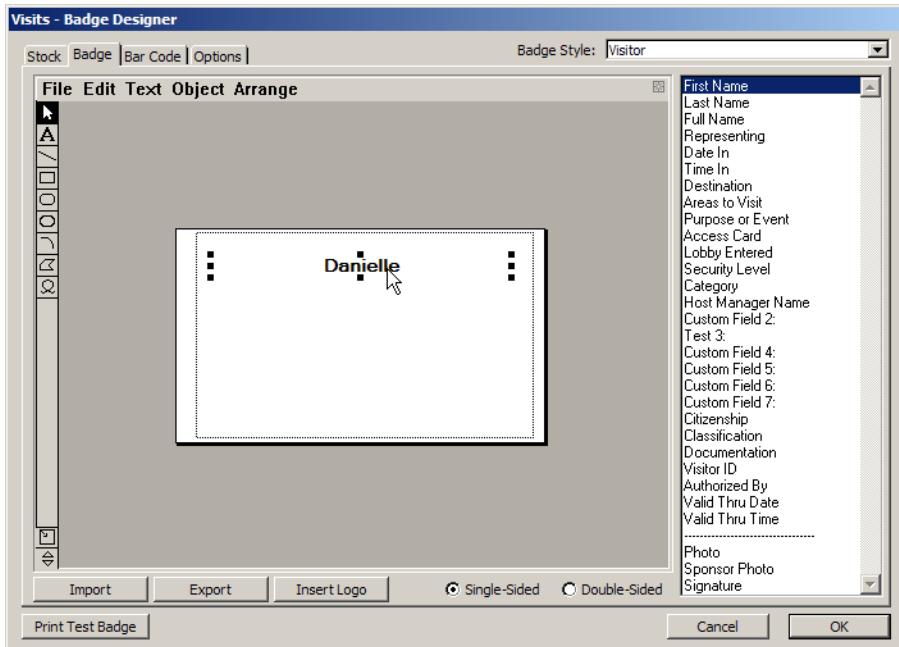 Visits - Badge Designer
Stock Badge Bar Code Options
Badge Style: Visitor
File Edit Text Object Arrange
A
Danielle
First Name
Last Name
Full Name
Representing
Date In
Time In
Destination
Areas to Visit
Purpose or Event
Access Card
Lobby Entered
Security Level
Category
Host Manager Name
Custom Field 2:
Test 3:
Custom Field 4:
Custom Field 5:
Custom Field 6:
Custom Field 7:
Citizenship
Classification
Documentation
Visitor ID
Authorized By
Valid Thru Date
Valid Thru Time
--------------------------------
Photo
Sponsor Photo
Signature
Import Export Insert Logo Single-Sided Double-Sided
Print Test Badge Cancel OK